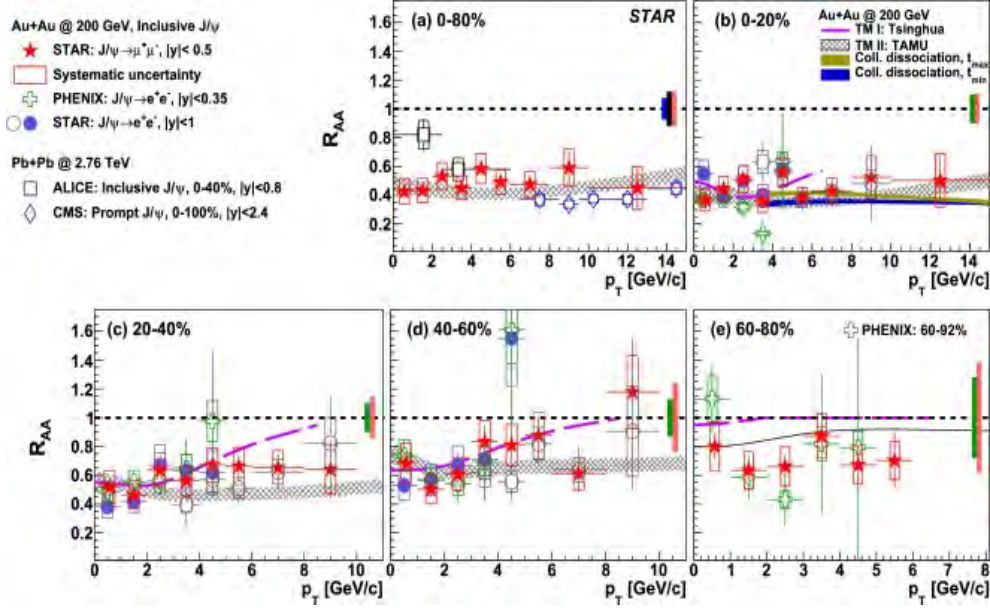 Au+Au @ 200 GeV, Inclusive J/ψ
STAR: J/ψ→μ⁺μ⁻, |y|< 0.5
Systematic uncertainty
PHENIX: J/ψ→e⁺e⁻, |y|<0.35
STAR: J/ψ→e⁺e⁻, |y|<1
Pb+Pb @ 2.76 TeV
ALICE: Inclusive J/ψ, 0-40%, |y|<0.8
CMS: Prompt J/ψ, 0-100%, |y|<2.4
(a) 0-80%
STAR
R_AA
1.6
1.4
1.2
1
0.8
0.6
0.4
0.2
0 2 4 6 8 10 12 14
p_T [GeV/c]
(b) 0-20%
Au+Au @ 200 GeV
TM I: Tsinghua
TM II: TAMU
Coll. dissociation, t_max
Coll. dissociation, t_min
0 2 4 6 8 10 12 14
p_T [GeV/c]
(c) 20-40%
R_AA
1.6
1.4
1.2
1
0.8
0.6
0.4
0.2
0 2 4 6 8 10
p_T [GeV/c]
(d) 40-60%
0 2 4 6 8 10
p_T [GeV/c]
(e) 60-80%
PHENIX: 60-92%
0 1 2 3 4 5 6 7 8
p_T [GeV/c]